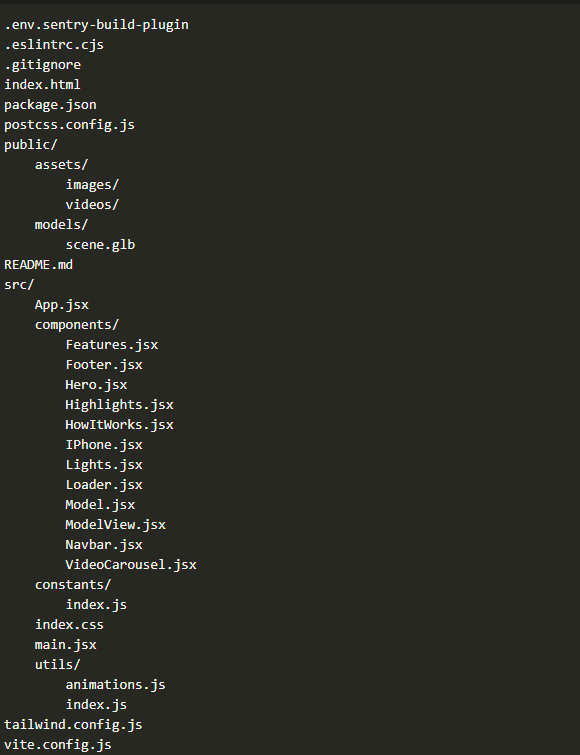 .env.sentry-build-plugin
.eslintrc.cjs
.gitignore
index.html
package.json
postcss.config.js
public/
    assets/
        images/
        videos/
    models/
        scene.glb
README.md
src/
    App.jsx
    components/
        Features.jsx
        Footer.jsx
        Hero.jsx
        Highlights.jsx
        HowItWorks.jsx
        IPhone.jsx
        Lights.jsx
        Loader.jsx
        Model.jsx
        ModelView.jsx
        Navbar.jsx
        VideoCarousel.jsx
    constants/
        index.js
    index.css
    main.jsx
    utils/
        animations.js
        index.js
tailwind.config.js
vite.config.js